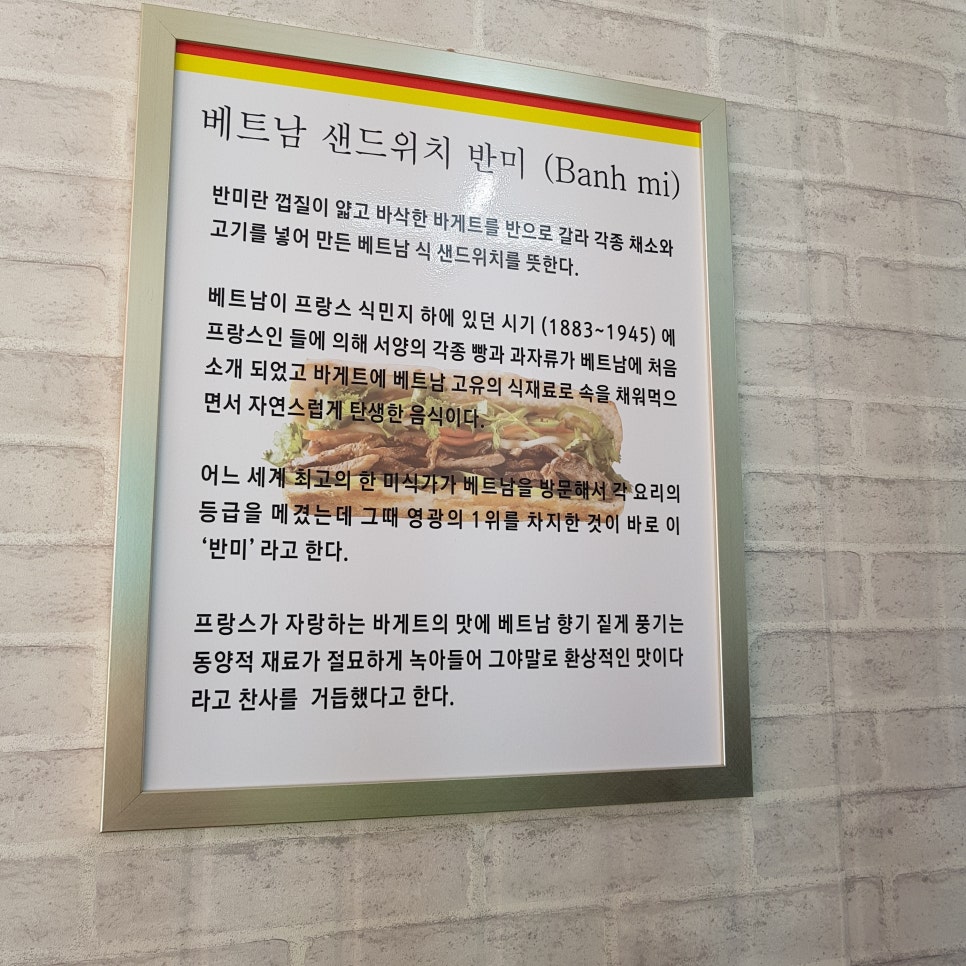 베트남 샌드위치 반미 (Banh mi)
반미란 껍질이 얇고 바삭한 바게트를 반으로 갈라 각종 채소와
고기를 넣어 만든 베트남 식 샌드위치를 뜻한다.
베트남이 프랑스 식민지 하에 있던 시기 (1883~1945) 에
프랑스인 들에 의해 서양의 각종 빵과 과자류가 베트남에 처음
소개 되었고 바게트에 베트남 고유의 식재료로 속을 채워먹으
면서 자연스럽게 탄생한 음식이다.
어느 세계 최고의 한 미식가가 베트남을 방문해서 각 요리의
등급을 메겼는데 그때 영광의 1위를 차지한 것이 바로 이
‘반미’ 라고 한다.
프랑스가 자랑하는 바게트의 맛에 베트남 향기 짙게 풍기는
동양적 재료가 절묘하게 녹아들어 그야말로 환상적인 맛이다
라고 찬사를 거듭했다고 한다.